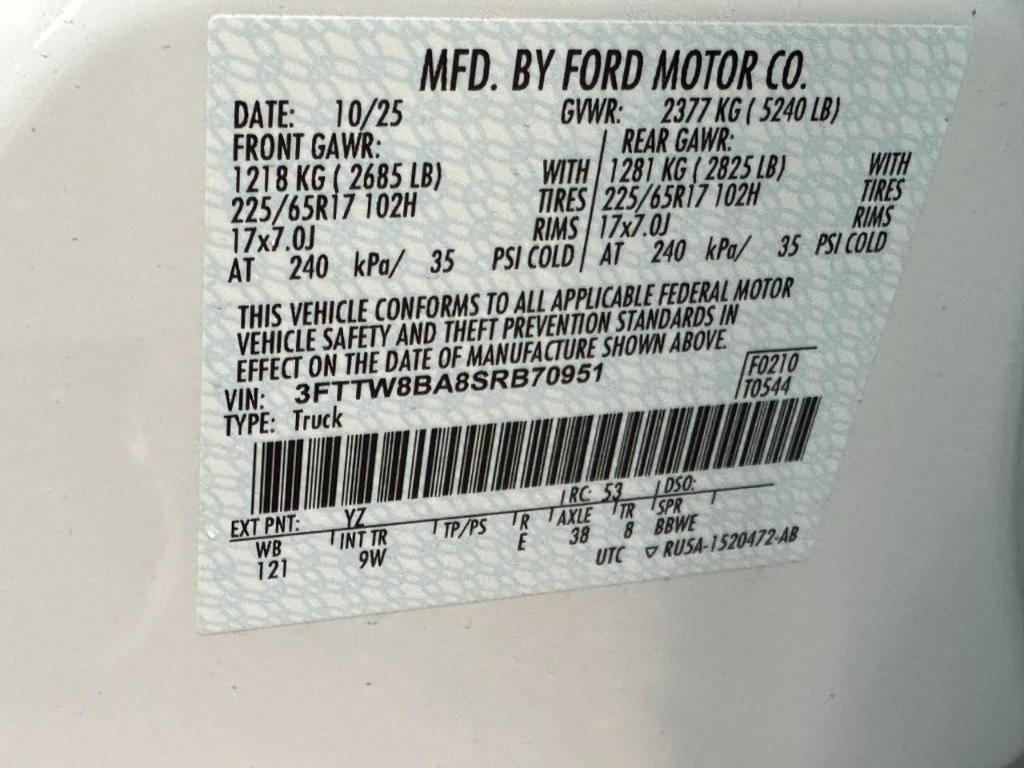 MFD. BY FORD MOTOR CO.
DATE: 10/25 GVWR: 2377 KG ( 5240 LB)
FRONT GAWR: REAR GAWR:
1218 KG ( 2685 LB) WITH 1281 KG ( 2825 LB) WITH
225/65R17 102H TIRES 225/65R17 102H TIRES
17x7.0J RIMS 17x7.0J RIMS
AT 240 kPa/ 35 PSI COLD AT 240 kPa/ 35 PSI COLD
THIS VEHICLE CONFORMS TO ALL APPLICABLE FEDERAL MOTOR
VEHICLE SAFETY AND THEFT PREVENTION STANDARDS IN
EFFECT ON THE DATE OF MANUFACTURE SHOWN ABOVE.
VIN: 3FTTW8BA8SRB70951 F0210
TYPE: Truck T0544
EXT PNT: YZ RC: 53 DSO:
WB INT TR TP/PS R AXLE TR SPR
121 9W E 38 8 BBWE
UTC ▽ RU5A-1520472-AB